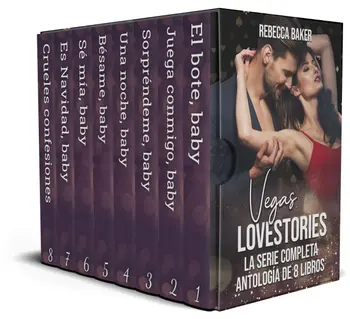 REBECCA BAKER
Vegas
LOVESTORIES
LA SERIE COMPLETA
ANTOLOGÍA DE 8 LIBROS
El bote, baby
1
Juega conmigo, baby
2
Sorpréndeme, baby
3
Una noche, baby
4
Bésame, baby
5
Sé mía, baby
6
Es Navidad, baby
7
Crueles confesiones
8